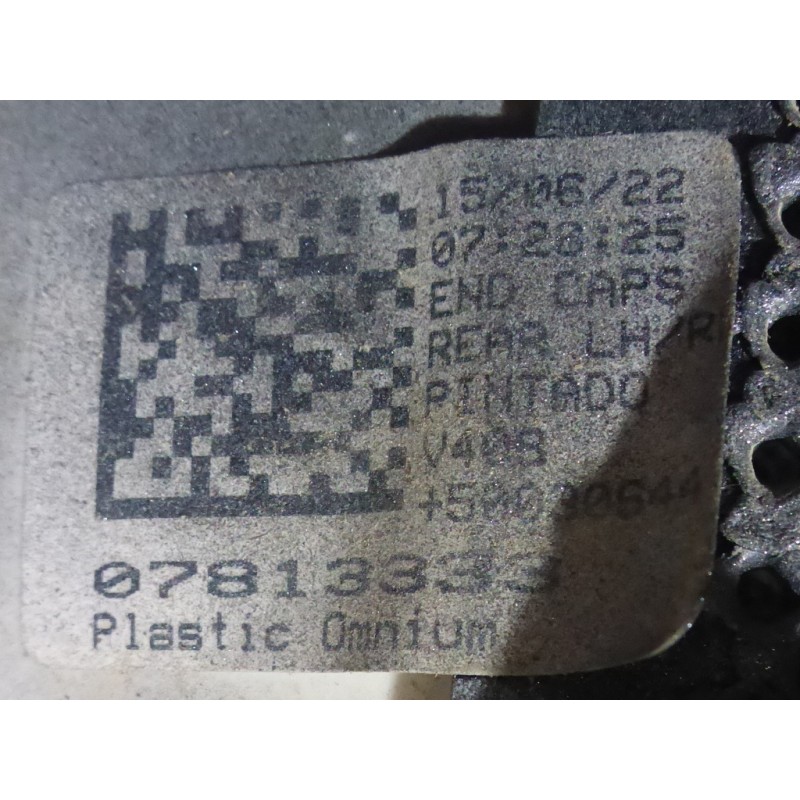 15/06/22
07:28:25
END CAPS
REAR LH/R
PINTADO
V408
07813333
Plastic Omnium